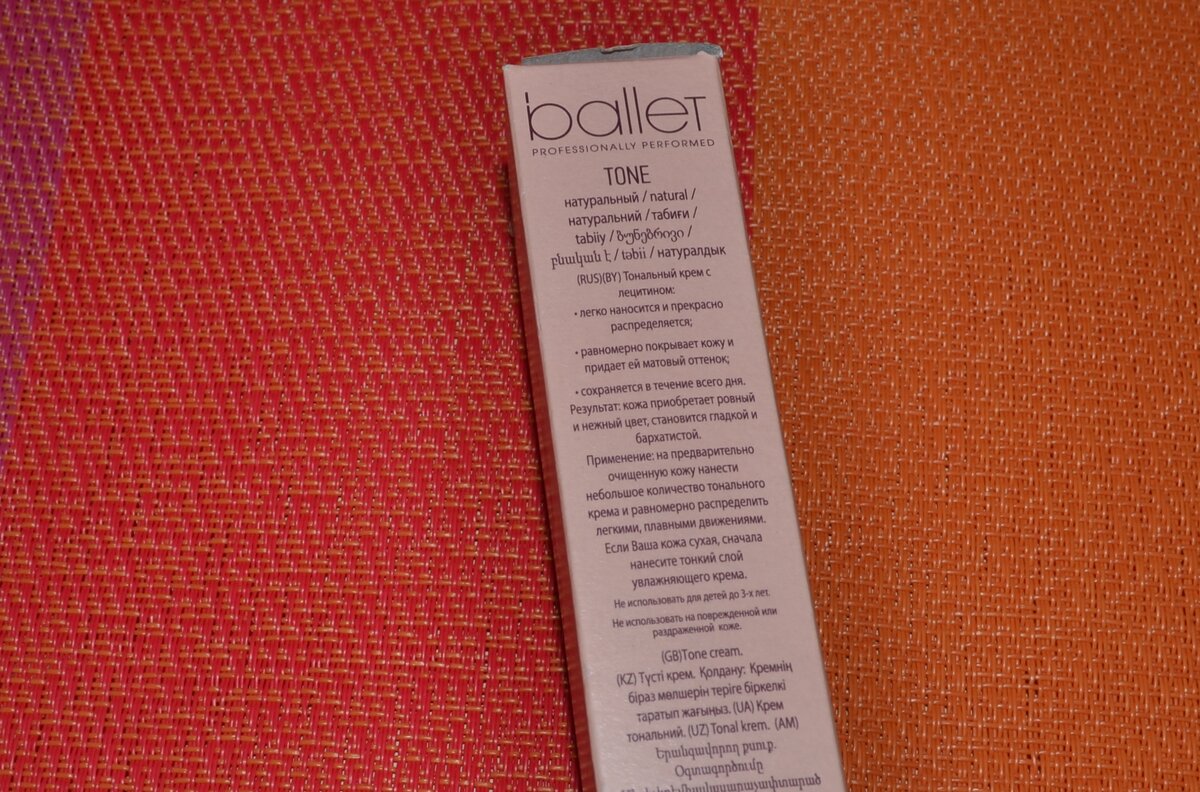 ballet
PROFESSIONALLY PERFORMED
TONE
натуральный / natural /
натуральний / табиғи /
tabiiy / ბუნებრივი /
բնական է / təbii / натуралдык
(RUS)(BY) Тональный крем с
лецитином:
• легко наносится и прекрасно
распределяется;
• равномерно покрывает кожу и
придает ей матовый оттенок;
• сохраняется в течение всего дня.
Результат: кожа приобретает ровный
и нежный цвет, становится гладкой и
бархатистой.
Применение: на предварительно
очищенную кожу нанести
небольшое количество тонального
крема и равномерно распределить
легкими, плавными движениями.
Если Ваша кожа сухая, сначала
нанесите тонкий слой
увлажняющего крема.
Не использовать для детей до 3-х лет.
Не использовать на поврежденной или
раздраженной коже.
(GB)Tone cream.
(KZ) Түсті крем. Қолдану: Кремнің
біраз мөлшерін теріге біркелкі
таратып жағыңыз. (UA) Крем
тональний. (UZ) Tonal krem. (AM)
Երանգավորող քսուք.
Օգտագործումը